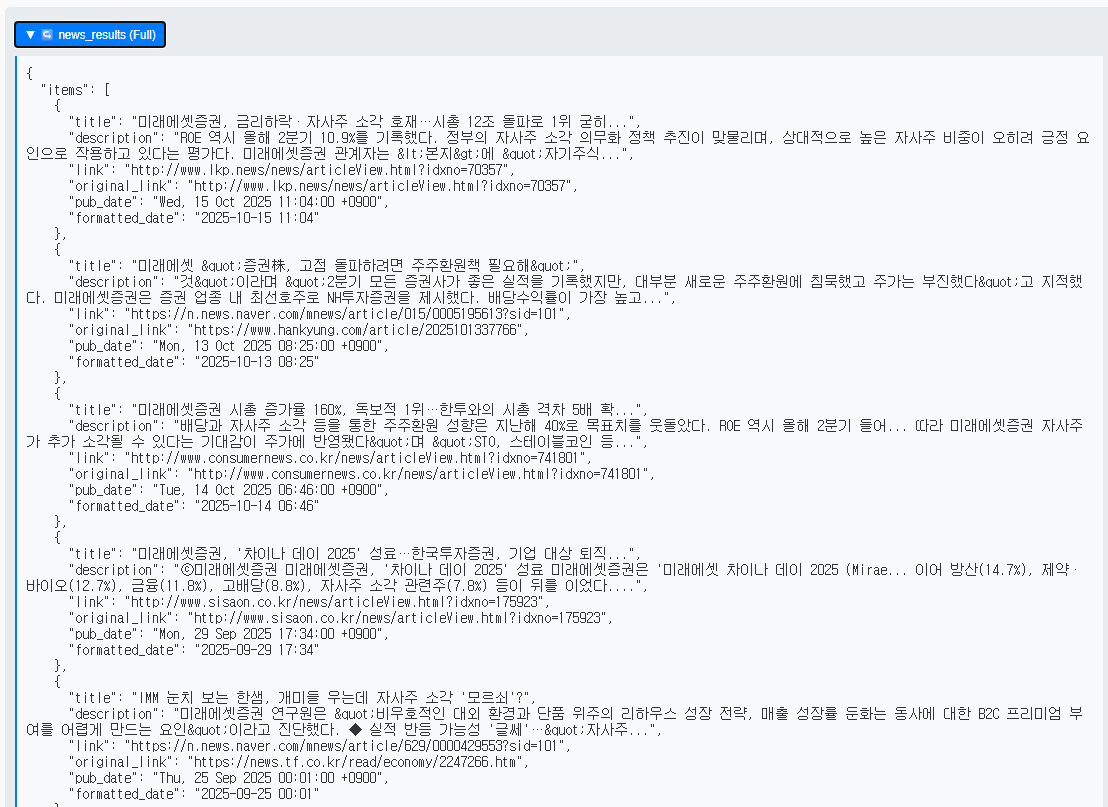 ▼ news_results (Full)
{
"items": [
{
"title": "미래에셋증권, 금리하락·자사주 소각 호재…시총 12조 돌파로 1위 굳히...",
"description": "ROE 역시 올해 2분기 10.9%를 기록했다. 정부의 자사주 소각 의무화 정책 추진이 맞물리며, 상대적으로 높은 자사주 비중이 오히려 긍정 요
인으로 작용하고 있다는 평가다. 미래에셋증권 관계자는 &lt;본지&gt;에 &quot;자기주식...",
"link": "http://www.lkp.news/news/articleView.html?idxno=70357",
"original_link": "http://www.lkp.news/news/articleView.html?idxno=70357",
"pub_date": "Wed, 15 Oct 2025 11:04:00 +0900",
"formatted_date": "2025-10-15 11:04"
},
{
"title": "미래에셋 &quot;증권株, 고점 돌파하려면 주주환원책 필요해&quot;",
"description": "것&quot;이라며 &quot;2분기 모든 증권사가 좋은 실적을 기록했지만, 대부분 새로운 주주환원에 침묵했고 주가는 부진했다&quot;고 지적했
다. 미래에셋증권은 증권 업종 내 최선호주로 NH투자증권을 제시했다. 배당수익률이 가장 높고...",
"link": "https://n.news.naver.com/mnews/article/015/0005195613?sid=101",
"original_link": "https://www.hankyung.com/article/2025101337766",
"pub_date": "Mon, 13 Oct 2025 08:25:00 +0900",
"formatted_date": "2025-10-13 08:25"
},
{
"title": "미래에셋증권 시총 증가율 160%, 독보적 1위…한투와의 시총 격차 5배 확...",
"description": "배당과 자사주 소각 등을 통한 주주환원 성향은 지난해 40%로 목표치를 웃돌았다. ROE 역시 올해 2분기 들어... 따라 미래에셋증권 자사주
가 추가 소각될 수 있다는 기대감이 주가에 반영됐다&quot;며 &quot;STO, 스테이블코인 등...",
"link": "http://www.consumernews.co.kr/news/articleView.html?idxno=741801",
"original_link": "http://www.consumernews.co.kr/news/articleView.html?idxno=741801",
"pub_date": "Tue, 14 Oct 2025 06:46:00 +0900",
"formatted_date": "2025-10-14 06:46"
},
{
"title": "미래에셋증권, '차이나 데이 2025' 성료…한국투자증권, 기업 대상 퇴직...",
"description": "ⓒ미래에셋증권 미래에셋증권, '차이나 데이 2025' 성료 미래에셋증권은 '미래에셋 차이나 데이 2025 (Mirae... 이어 방산(14.7%), 제약·
바이오(12.7%), 금융(11.8%), 고배당(8.8%), 자사주 소각 관련주(7.8%) 등이 뒤를 이었다....",
"link": "http://www.sisaon.co.kr/news/articleView.html?idxno=175923",
"original_link": "http://www.sisaon.co.kr/news/articleView.html?idxno=175923",
"pub_date": "Mon, 29 Sep 2025 17:34:00 +0900",
"formatted_date": "2025-09-29 17:34"
},
{
"title": "IMM 눈치 보는 한샘, 개미들 우는데 자사주 소각 '모르쇠'?",
"description": "미래에셋증권 연구원은 &quot;비우호적인 대외 환경과 단품 위주의 리하우스 성장 전략, 매출 성장률 둔화는 동사에 대한 B2C 프리미엄 부
여를 어렵게 만드는 요인&quot;이라고 진단했다. ◆ 실적 반등 가능성 '글쎄'…&quot;자사주...",
"link": "https://n.news.naver.com/mnews/article/629/0000429553?sid=101",
"original_link": "https://news.tf.co.kr/read/economy/2247266.htm",
"pub_date": "Thu, 25 Sep 2025 00:01:00 +0900",
"formatted_date": "2025-09-25 00:01"